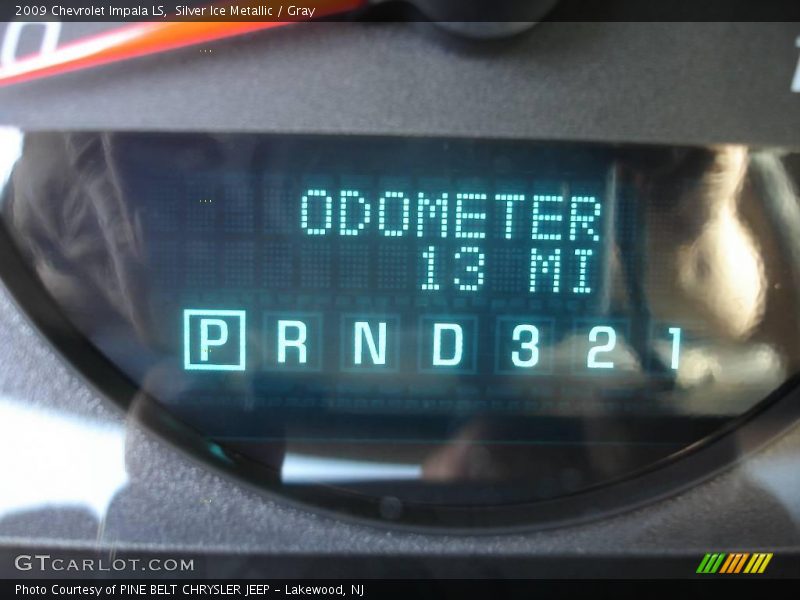 2009 Chevrolet Impala LS, Silver Ice Metallic / Gray
ODOMETER
13 MI
P R N D 3 2 1
GTCARLOT.COM
Photo Courtesy of PINE BELT CHRYSLER JEEP - Lakewood, NJ